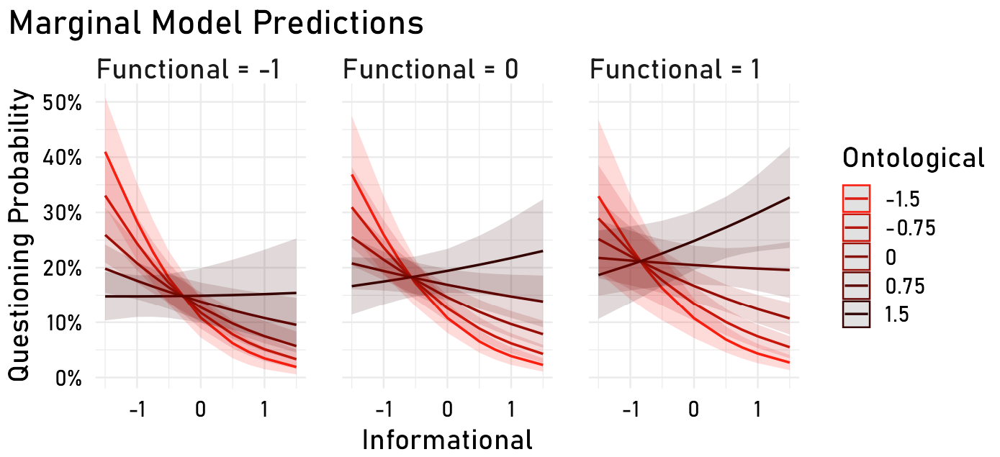 Marginal Model Predictions
Functional = -1
Functional = 0
Functional = 1
Questioning Probability
50%
40%
30%
20%
10%
0%
-1 0 1
-1 0 1
-1 0 1
Informational
Ontological
-1.5
-0.75
0
0.75
1.5